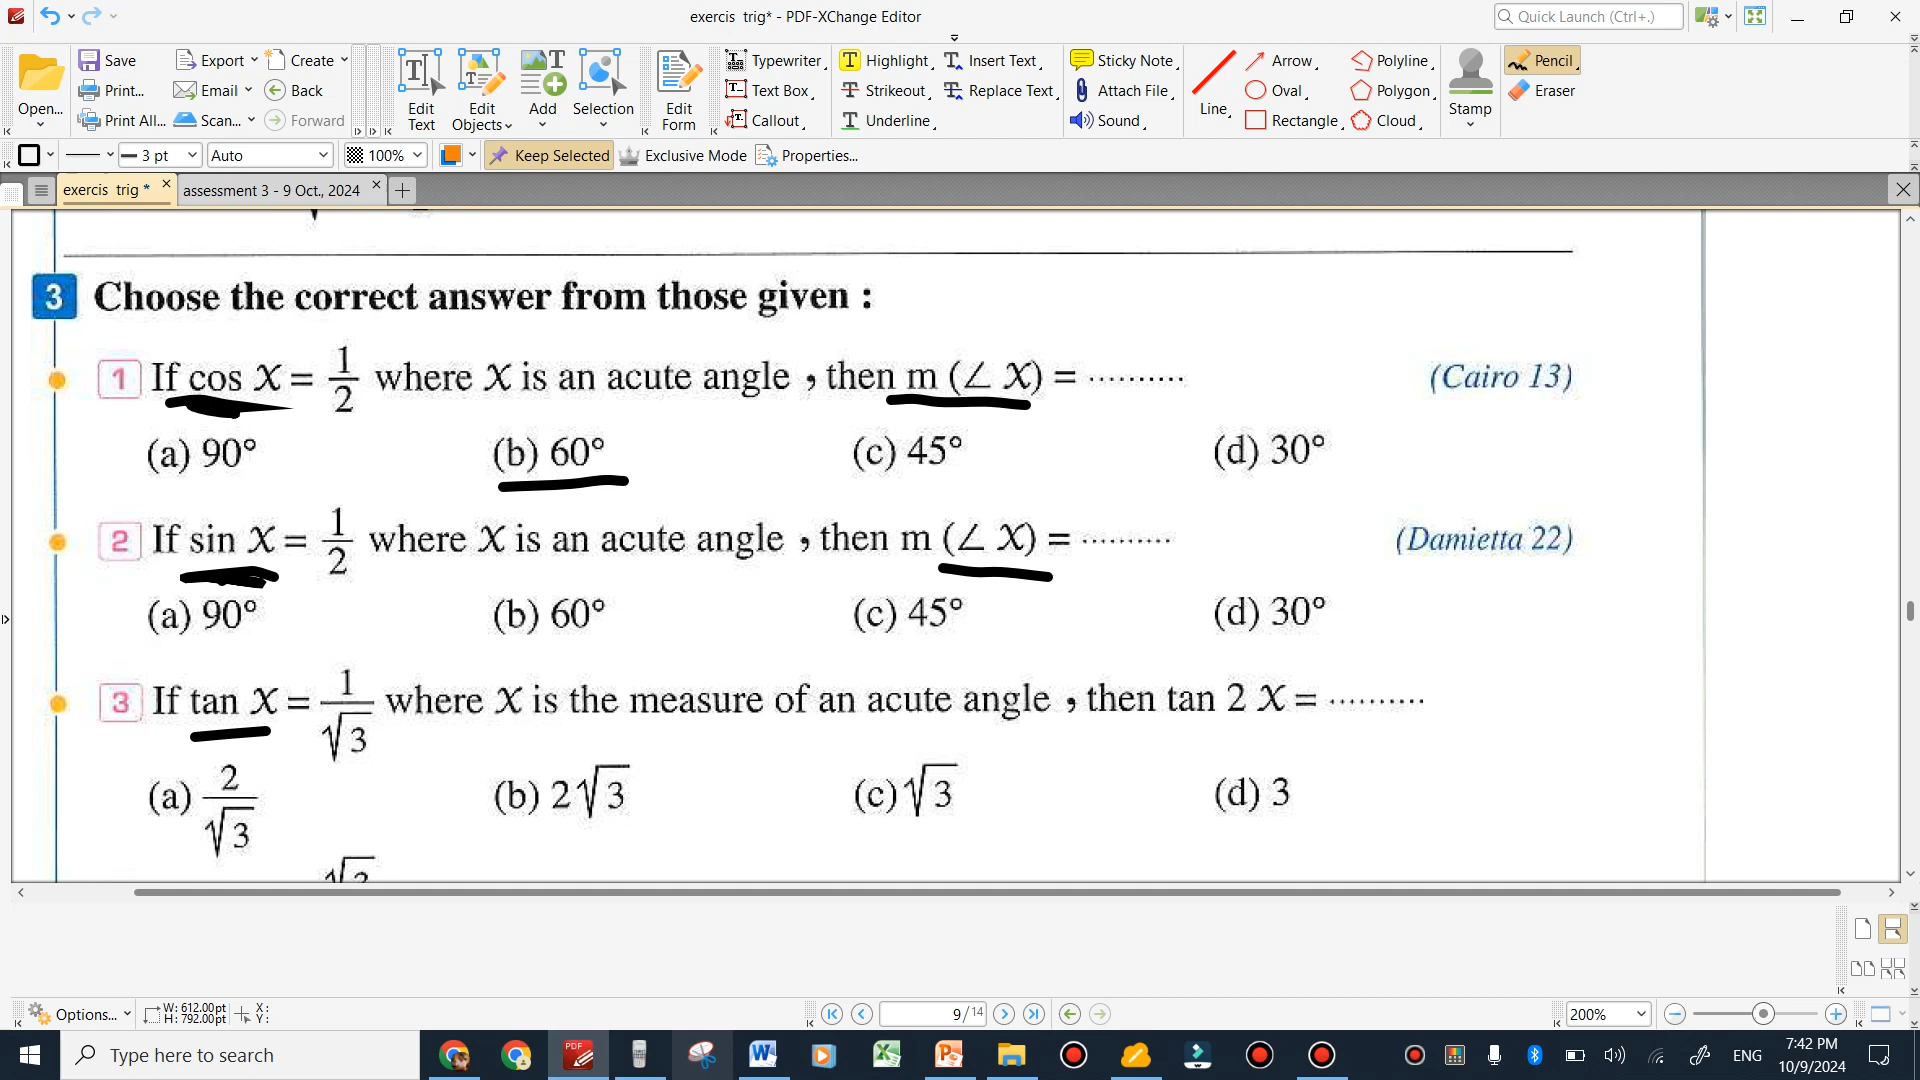 exercis trig* - PDF-XChange Editor
Quick Launch (Ctrl+.)
Open...
Save
Print...
Print All...
Export
Email
Scan...
Create
Back
Forward
Edit Text
Edit Objects
Add
Selection
Edit Form
Typewriter
Text Box
Callout
Highlight
Strikeout
Underline
Insert Text
Replace Text
Sticky Note
Attach File
Sound
Line
Arrow
Oval
Rectangle
Polyline
Polygon
Cloud
Stamp
Pencil
Eraser
3 pt
Auto
100%
Keep Selected
Exclusive Mode
Properties...
exercis trig *
assessment 3 - 9 Oct., 2024
3 Choose the correct answer from those given :
1 If cos X = 1/2 where X is an acute angle , then m (∠ X) = .......... (Cairo 13)
(a) 90° (b) 60° (c) 45° (d) 30°
2 If sin X = 1/2 where X is an acute angle , then m (∠ X) = .......... (Damietta 22)
(a) 90° (b) 60° (c) 45° (d) 30°
3 If tan X = 1/√3 where X is the measure of an acute angle , then tan 2 X = ..........
(a) 2/√3 (b) 2√3 (c) √3 (d) 3
Options...
W: 612.00pt
H: 792.00pt
X:
Y:
9 / 14
200%
Type here to search
PDF
ENG
7:42 PM
10/9/2024